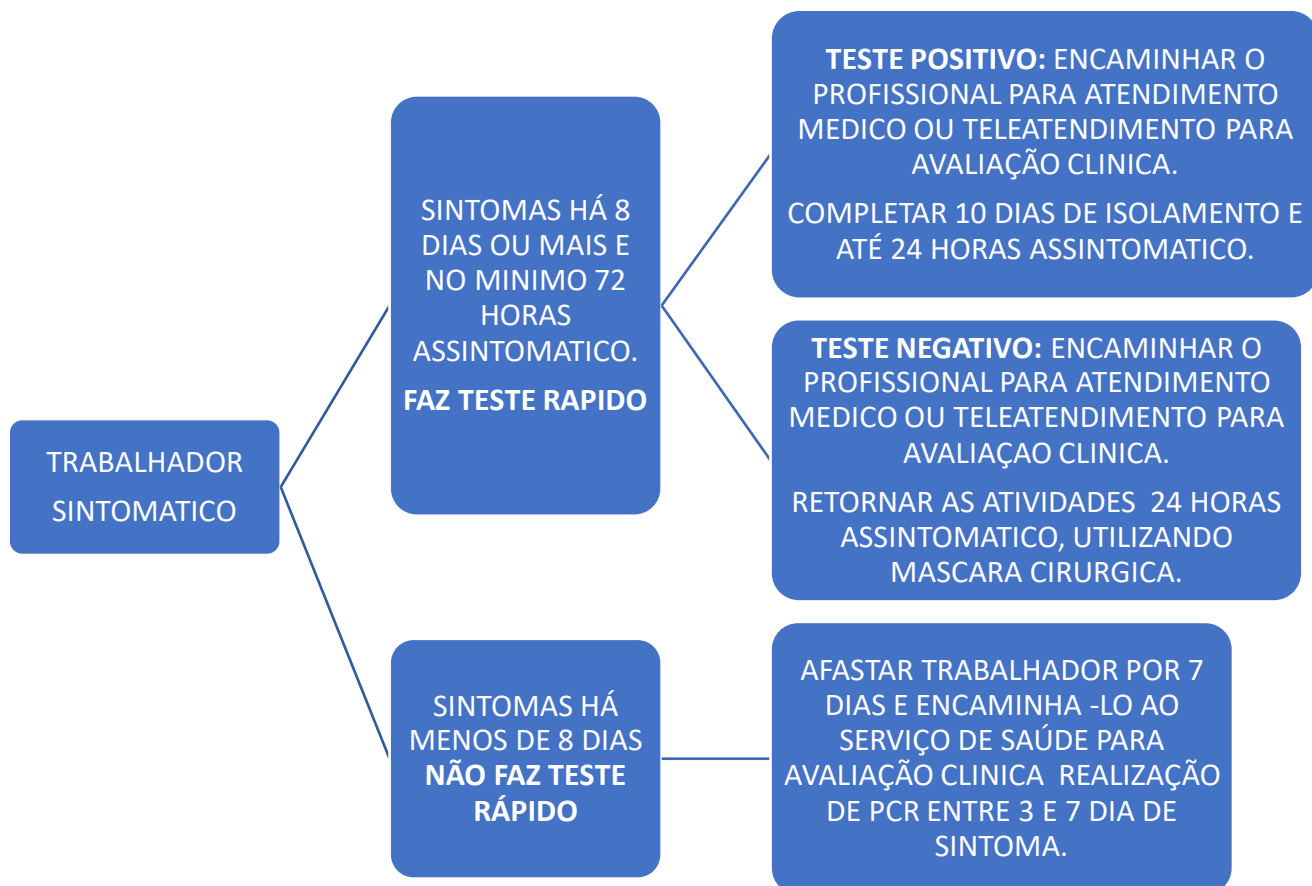 TRABALHADOR
SINTOMATICO
SINTOMAS HÁ 8
DIAS OU MAIS E
NO MINIMO 72
HORAS
ASSINTOMATICO.
FAZ TESTE RAPIDO
TESTE POSITIVO: ENCAMINHAR O
PROFISSIONAL PARA ATENDIMENTO
MEDICO OU TELEATENDIMENTO PARA
AVALIAÇÃO CLINICA.
COMPLETAR 10 DIAS DE ISOLAMENTO E
ATÉ 24 HORAS ASSINTOMATICO.
TESTE NEGATIVO: ENCAMINHAR O
PROFISSIONAL PARA ATENDIMENTO
MEDICO OU TELEATENDIMENTO PARA
AVALIAÇAO CLINICA.
RETORNAR AS ATIVIDADES 24 HORAS
ASSINTOMATICO, UTILIZANDO
MASCARA CIRURGICA.
SINTOMAS HÁ
MENOS DE 8 DIAS
NÃO FAZ TESTE
RÁPIDO
AFASTAR TRABALHADOR POR 7
DIAS E ENCAMINHA -LO AO
SERVIÇO DE SAÚDE PARA
AVALIAÇÃO CLINICA REALIZAÇÃO
DE PCR ENTRE 3 E 7 DIA DE
SINTOMA.